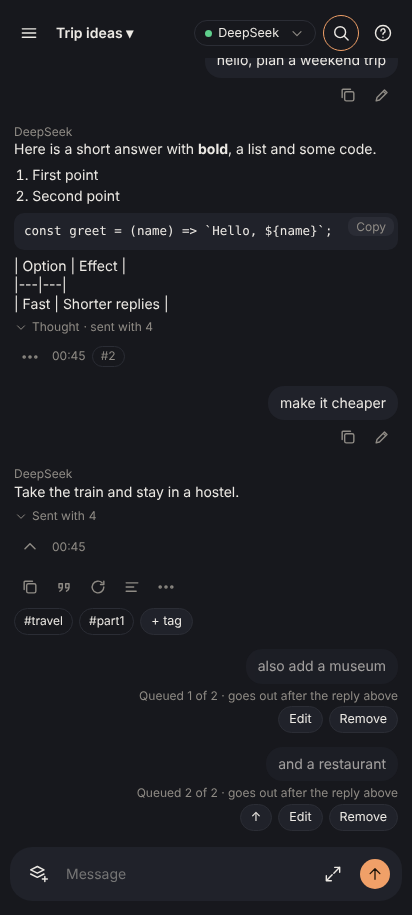 Trip ideas ▾
DeepSeek
hello, plan a weekend trip
DeepSeek
Here is a short answer with bold, a list and some code.
1. First point
2. Second point
const greet = (name) => `Hello, ${name}`;
Copy
| Option | Effect |
|---|---|
| Fast | Shorter replies |
Thought · sent with 4
00:45 #2
make it cheaper
DeepSeek
Take the train and stay in a hostel.
Sent with 4
00:45
#travel #part1 + tag
also add a museum
Queued 1 of 2 · goes out after the reply above
Edit Remove
and a restaurant
Queued 2 of 2 · goes out after the reply above
↑ Edit Remove
Message